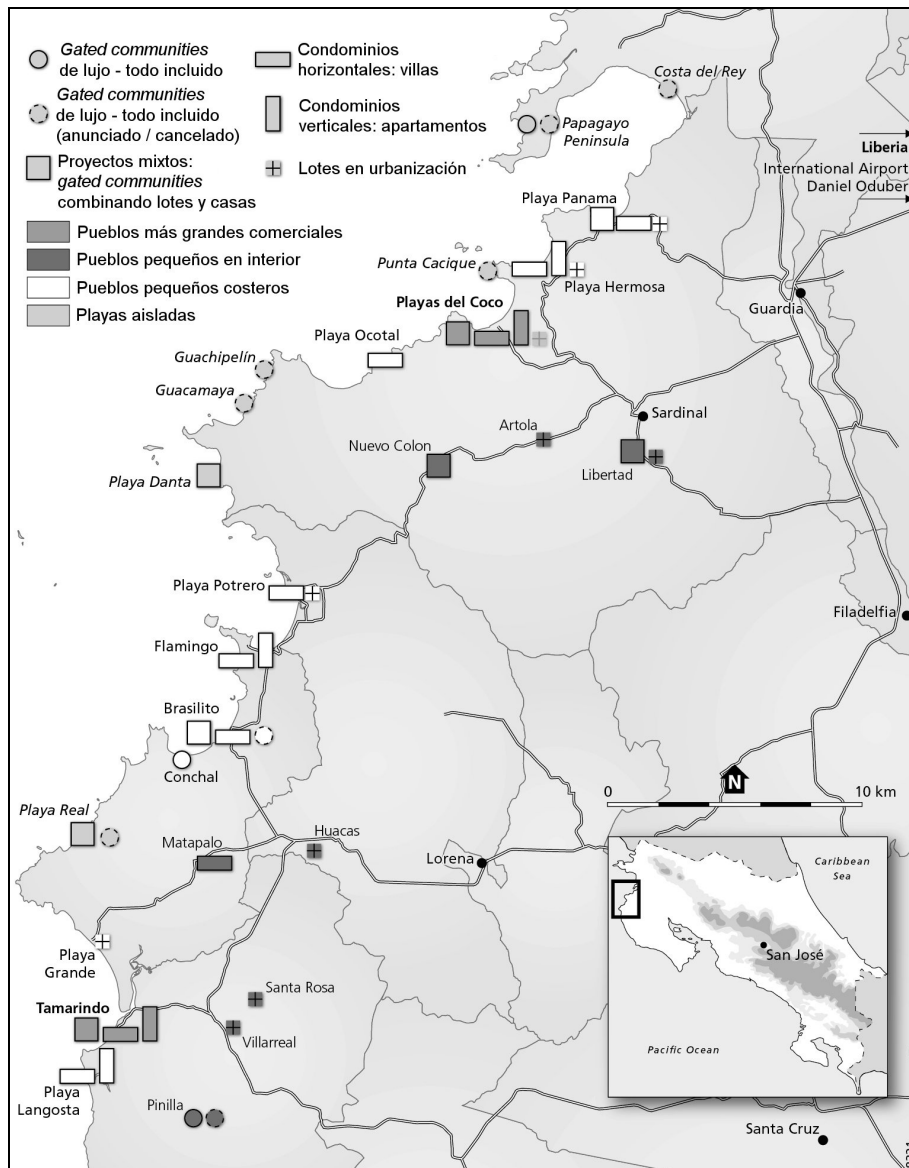 Gated communities
de lujo - todo incluido
Gated communities
de lujo - todo incluido
(anunciado / cancelado)
Proyectos mixtos:
gated communities
combinando lotes y casas
Condominios
horizontales: villas
Condominios
verticales: apartamentos
Lotes en urbanización
Pueblos más grandes comerciales
Pueblos pequeños en interior
Pueblos pequeños costeros
Playas aisladas
Costa del Rey
Papagayo
Peninsula
Liberia
International Airport
Daniel Oduber
Playa Panama
Punta Cacique
Playa Hermosa
Playas del Coco
Guardia
Playa Ocotal
Guachipelín
Guacamaya
Sardinal
Artola
Nuevo Colon
Libertad
Playa Danta
Playa Potrero
Filadelfia
Flamingo
Brasilito
Conchal
N
0
10 km
Playa Real
Matapalo
Huacas
Lorena
Caribbean
Sea
San José
Pacific Ocean
Playa
Grande
Santa Rosa
Tamarindo
Villarreal
Playa
Langosta
Pinilla
Santa Cruz